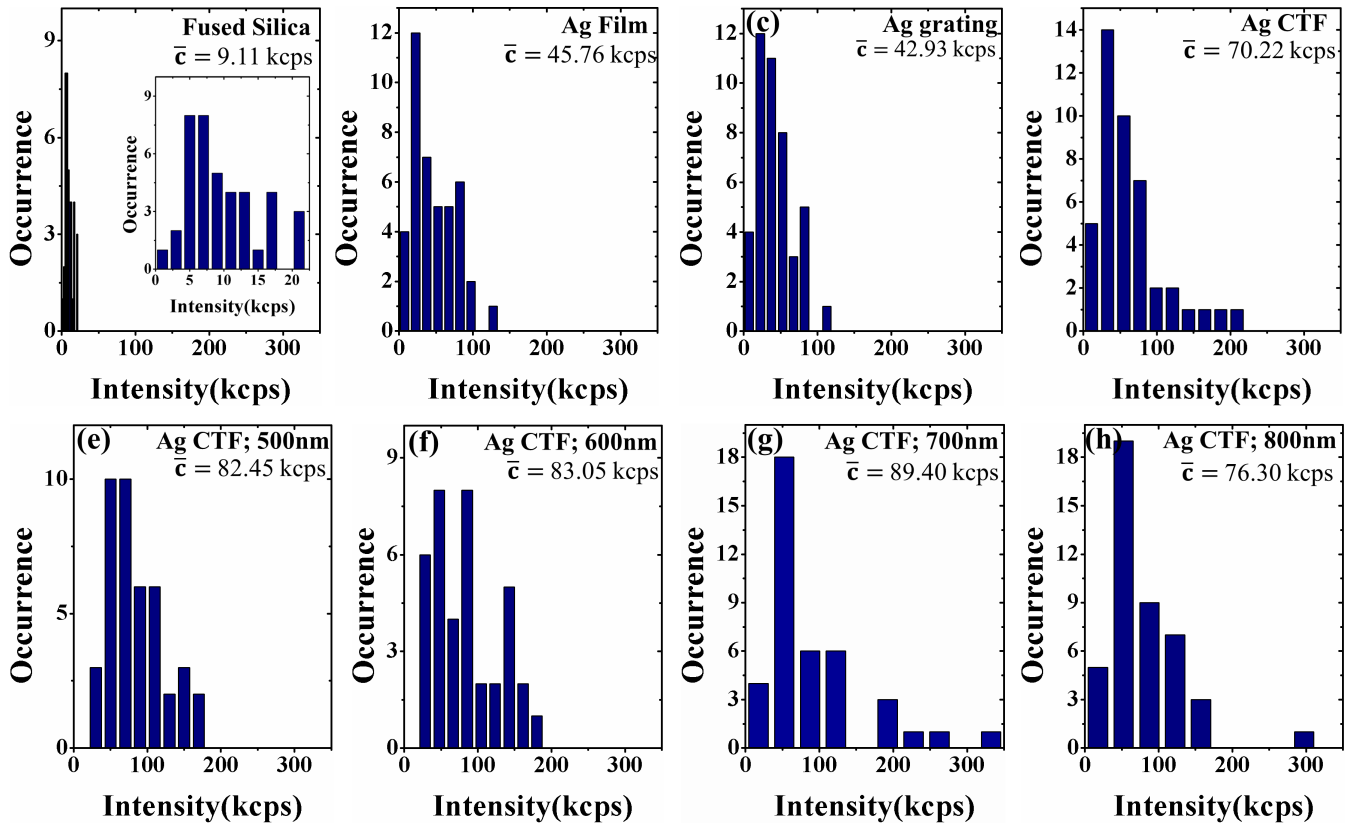 Fused Silica
c̅ = 9.11 kcps
9
6
3
0
Occurrence
9
6
3
0
Occurrence
0 5 10 15 20
Intensity(kcps)
0 100 200 300
Intensity(kcps)
Ag Film
c̅ = 45.76 kcps
12
10
8
6
4
2
0
Occurrence
0 100 200 300
Intensity(kcps)
(c) Ag grating
c̅ = 42.93 kcps
12
10
8
6
4
2
0
Occurrence
0 100 200 300
Intensity(kcps)
Ag CTF
c̅ = 70.22 kcps
14
12
10
8
6
4
2
0
Occurrence
0 100 200 300
Intensity(kcps)
(e) Ag CTF; 500nm
c̅ = 82.45 kcps
10
5
0
Occurrence
0 100 200 300
Intensity(kcps)
(f) Ag CTF; 600nm
c̅ = 83.05 kcps
9
6
3
0
Occurrence
0 100 200 300
Intensity(kcps)
(g) Ag CTF; 700nm
c̅ = 89.40 kcps
18
15
12
9
6
3
0
Occurrence
0 100 200 300
Intensity(kcps)
(h) Ag CTF; 800nm
c̅ = 76.30 kcps
18
15
12
9
6
3
0
Occurrence
0 100 200 300
Intensity(kcps)